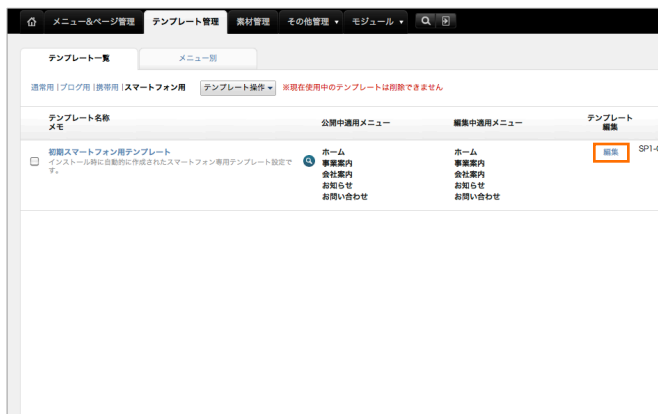 メニュー&ページ管理 テンプレート管理 素材管理 その他管理 ▼ モジュール ▼
テンプレート一覧 メニュー別
通常用 | ブログ用 | 携帯用 | スマートフォン用 テンプレート操作 ▼ ※現在使用中のテンプレートは削除できません
テンプレート名称
メモ
公開中適用メニュー
編集中適用メニュー
テンプレート
編集
初期スマートフォン用テンプレート
インストール時に自動的に作成されたスマートフォン専用テンプレート設定で
す。
ホーム
事業案内
会社案内
お知らせ
お問い合わせ
ホーム
事業案内
会社案内
お知らせ
お問い合わせ
編集